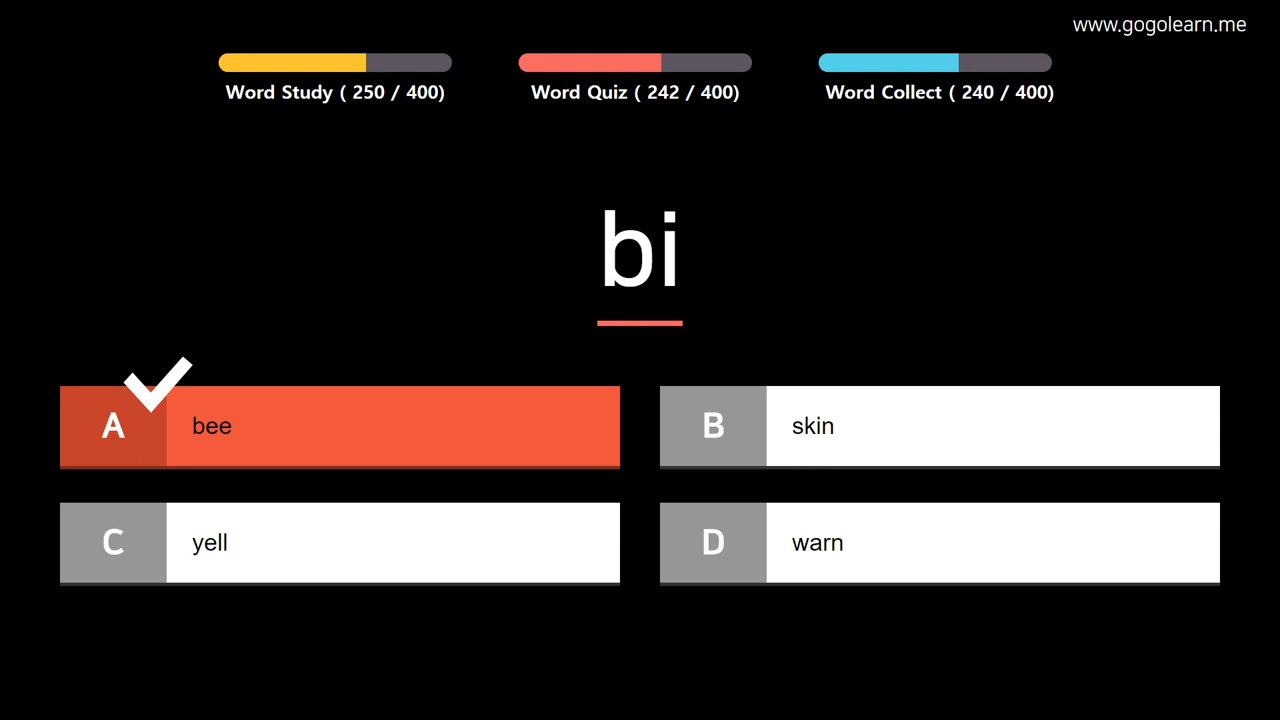 www.gogolearn.me
Word Study ( 250 / 400)
Word Quiz ( 242 / 400)
Word Collect ( 240 / 400)
bi
A bee
B skin
C yell
D warn